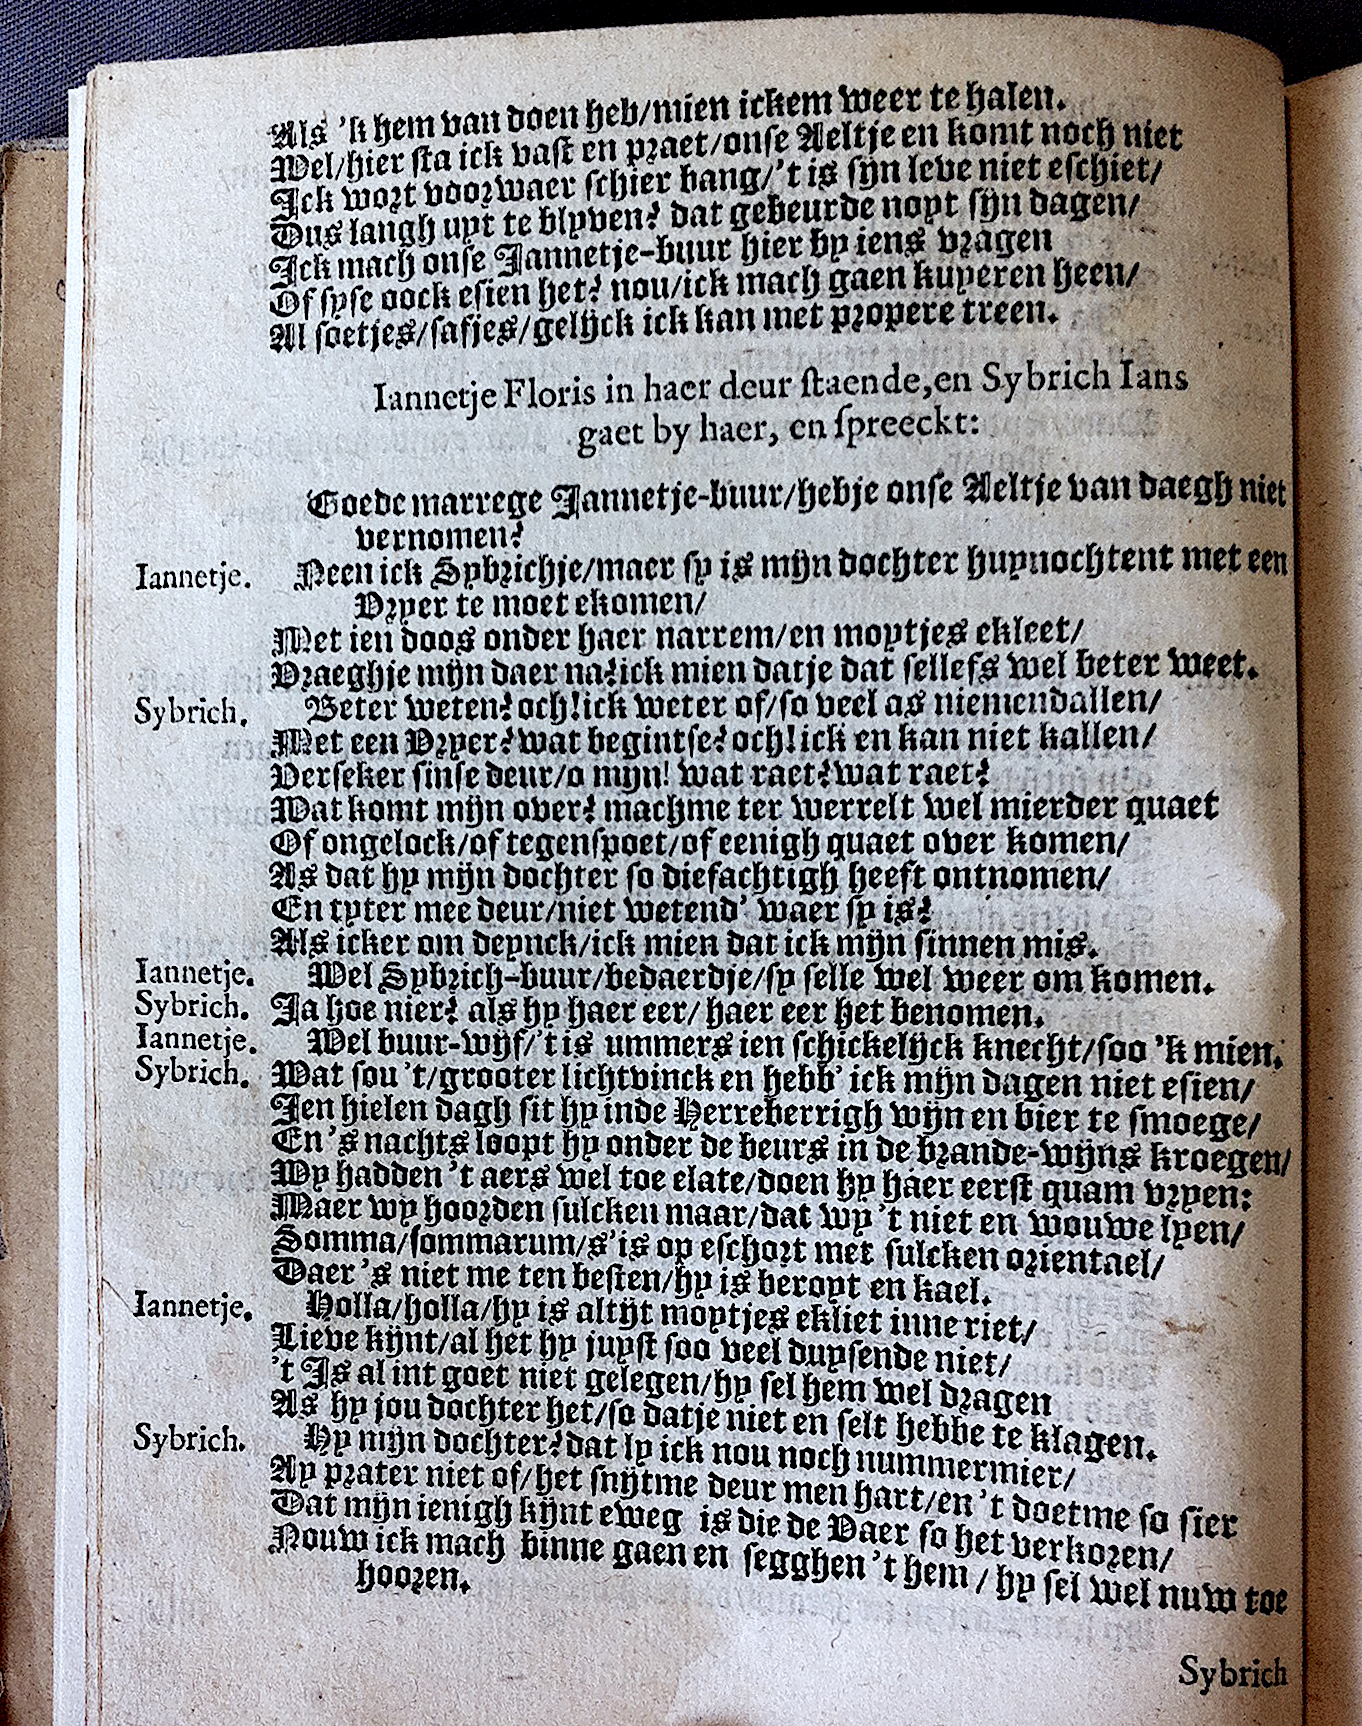 Als 'k hem van doen heb/mien ickem weer te halen.
Wel/hier sta ick vast en praet/onse Aeltje en komt noch niet
Ick wort voorwaer schier bang/'t is sijn leve niet eschiet/
Dus langh uyt te blyven? dat gebeurde noyt sijn dagen/
Ick mach onse Jannetje-buur hier by iens vragen
Of syse oock esien het? nou/ick mach gaen kuyeren heen/
Al soetjes/safjes/gelijck ick kan met propere treen.
Iannetje Floris in haer deur staende, en Sybrich Ians
gaet by haer, en spreeckt:
Goede marrege Jannetje-buur/hebje onse Aeltje van daegh niet
vernomen?
Iannetje. Neen ick Sybrichje/maer sy is mijn dochter huynochtent met een
Vryer te moet ekomen/
Met ien doos onder haer narrem/en moytjes ekleet/
Vraeghje mijn daer na?ick mien datje dat sellefs wel beter weet.
Sybrich. Beter weten? och!ick weter of/so veel as niemendallen/
Met een Vryer?wat begintse?och!ick en kan niet kallen/
Verseker sinse deur/o mijn! wat raet?wat raet?
Wat komt mijn over? machme ter werrelt wel mierder quaet
Of ongelock/of tegenspoet/of eenigh quaet over komen/
As dat hy mijn dochter so diefachtigh heeft ontnomen/
En tyter mee deur/niet wetend' waer sy is?
Als icker om deynck/ick mien dat ick mijn sinnen mis.
Iannetje. Wel Sybrich-buur/bedaerdje/sy selle wel weer om komen.
Sybrich. Ja hoe nier? als hy haer eer/ haer eer het benomen.
Iannetje. Wel buur-wijf/'t is ummers ien schickelijck knecht/soo 'k mien.
Sybrich. Wat sou 't/grooter lichtvinck en hebb' ick mijn dagen niet esien/
Jen hielen dagh sit hy inde Herreberrigh wijn en bier te smoege/
En 's nachts loopt hy onder de beurs in de brande-wijns kroegen/
Wy hadden 't aers wel toe elate/doen hy haer eerst quam vryen:
Maer wy hoorden sulcken maar/dat wy 't niet en wouwe lyen/
Somma/sommarum/s'is op eschort met sulcken orientael/
Daer 's niet me ten besten/hy is beroyt en kael.
Iannetje. Holla/holla/hy is altijt moytjes ekliet inne riet/
Lieve kijnt/al het hy juyst soo veel duysende niet/
't Is al int goet niet gelegen/hy sel hem wel dragen
As hy jou dochter het/so datje niet en selt hebbe te klagen.
Sybrich. Hy mijn dochter?dat ly ick nou noch nummermier/
Ay prater niet of/het snijtme deur men hart/en 't doetme so sier
Dat mijn ienigh kijnt eweg is die de Vaer so het verkoren/
Nouw ick mach binne gaen en segghen 't hem / hy sel wel nuw toe
hooren.
Sybrich